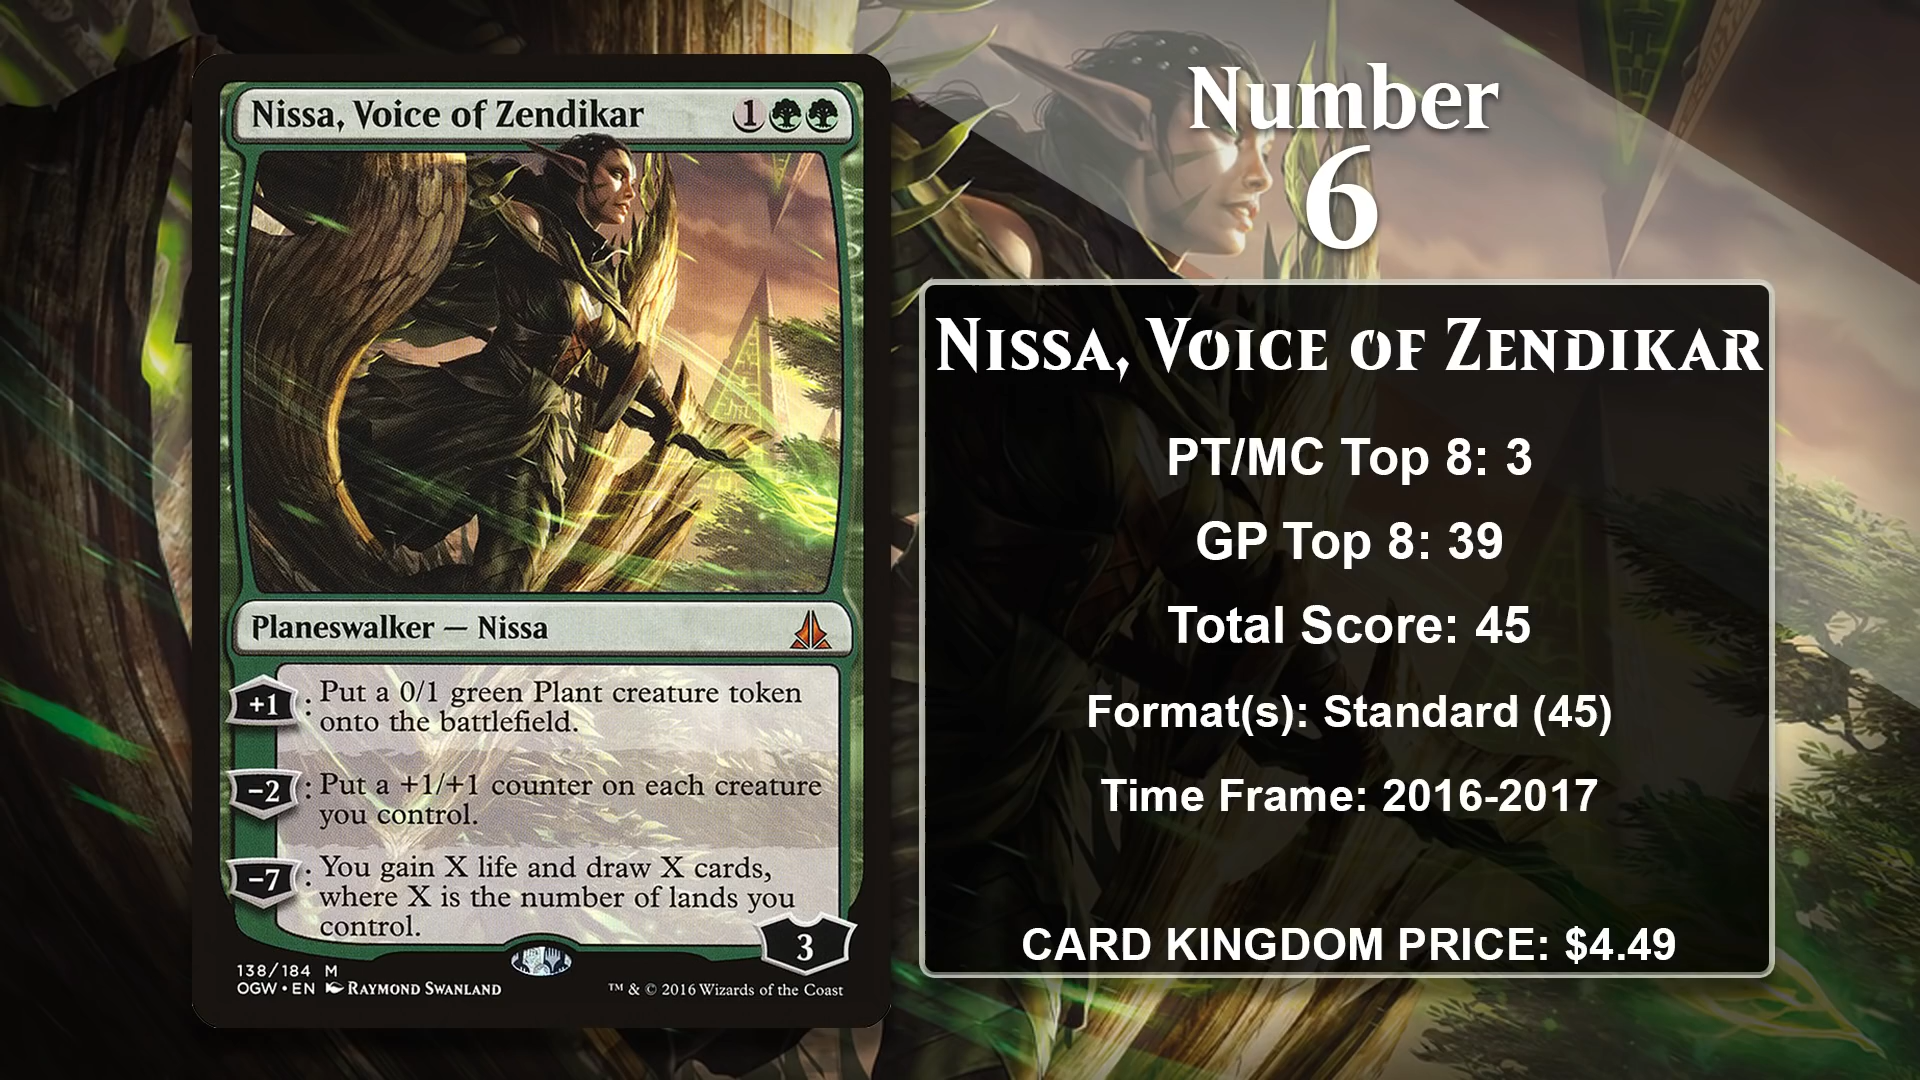 Nissa, Voice of Zendikar 1
Planeswalker — Nissa
+1 : Put a 0/1 green Plant creature token
onto the battlefield.
−2 : Put a +1/+1 counter on each creature
you control.
−7 : You gain X life and draw X cards,
where X is the number of lands you
control.
3
138/184 M
OGW • EN RAYMOND SWANLAND
™ & © 2016 Wizards of the Coast
Number
6
NISSA, VOICE OF ZENDIKAR
PT/MC Top 8: 3
GP Top 8: 39
Total Score: 45
Format(s): Standard (45)
Time Frame: 2016-2017
CARD KINGDOM PRICE: $4.49